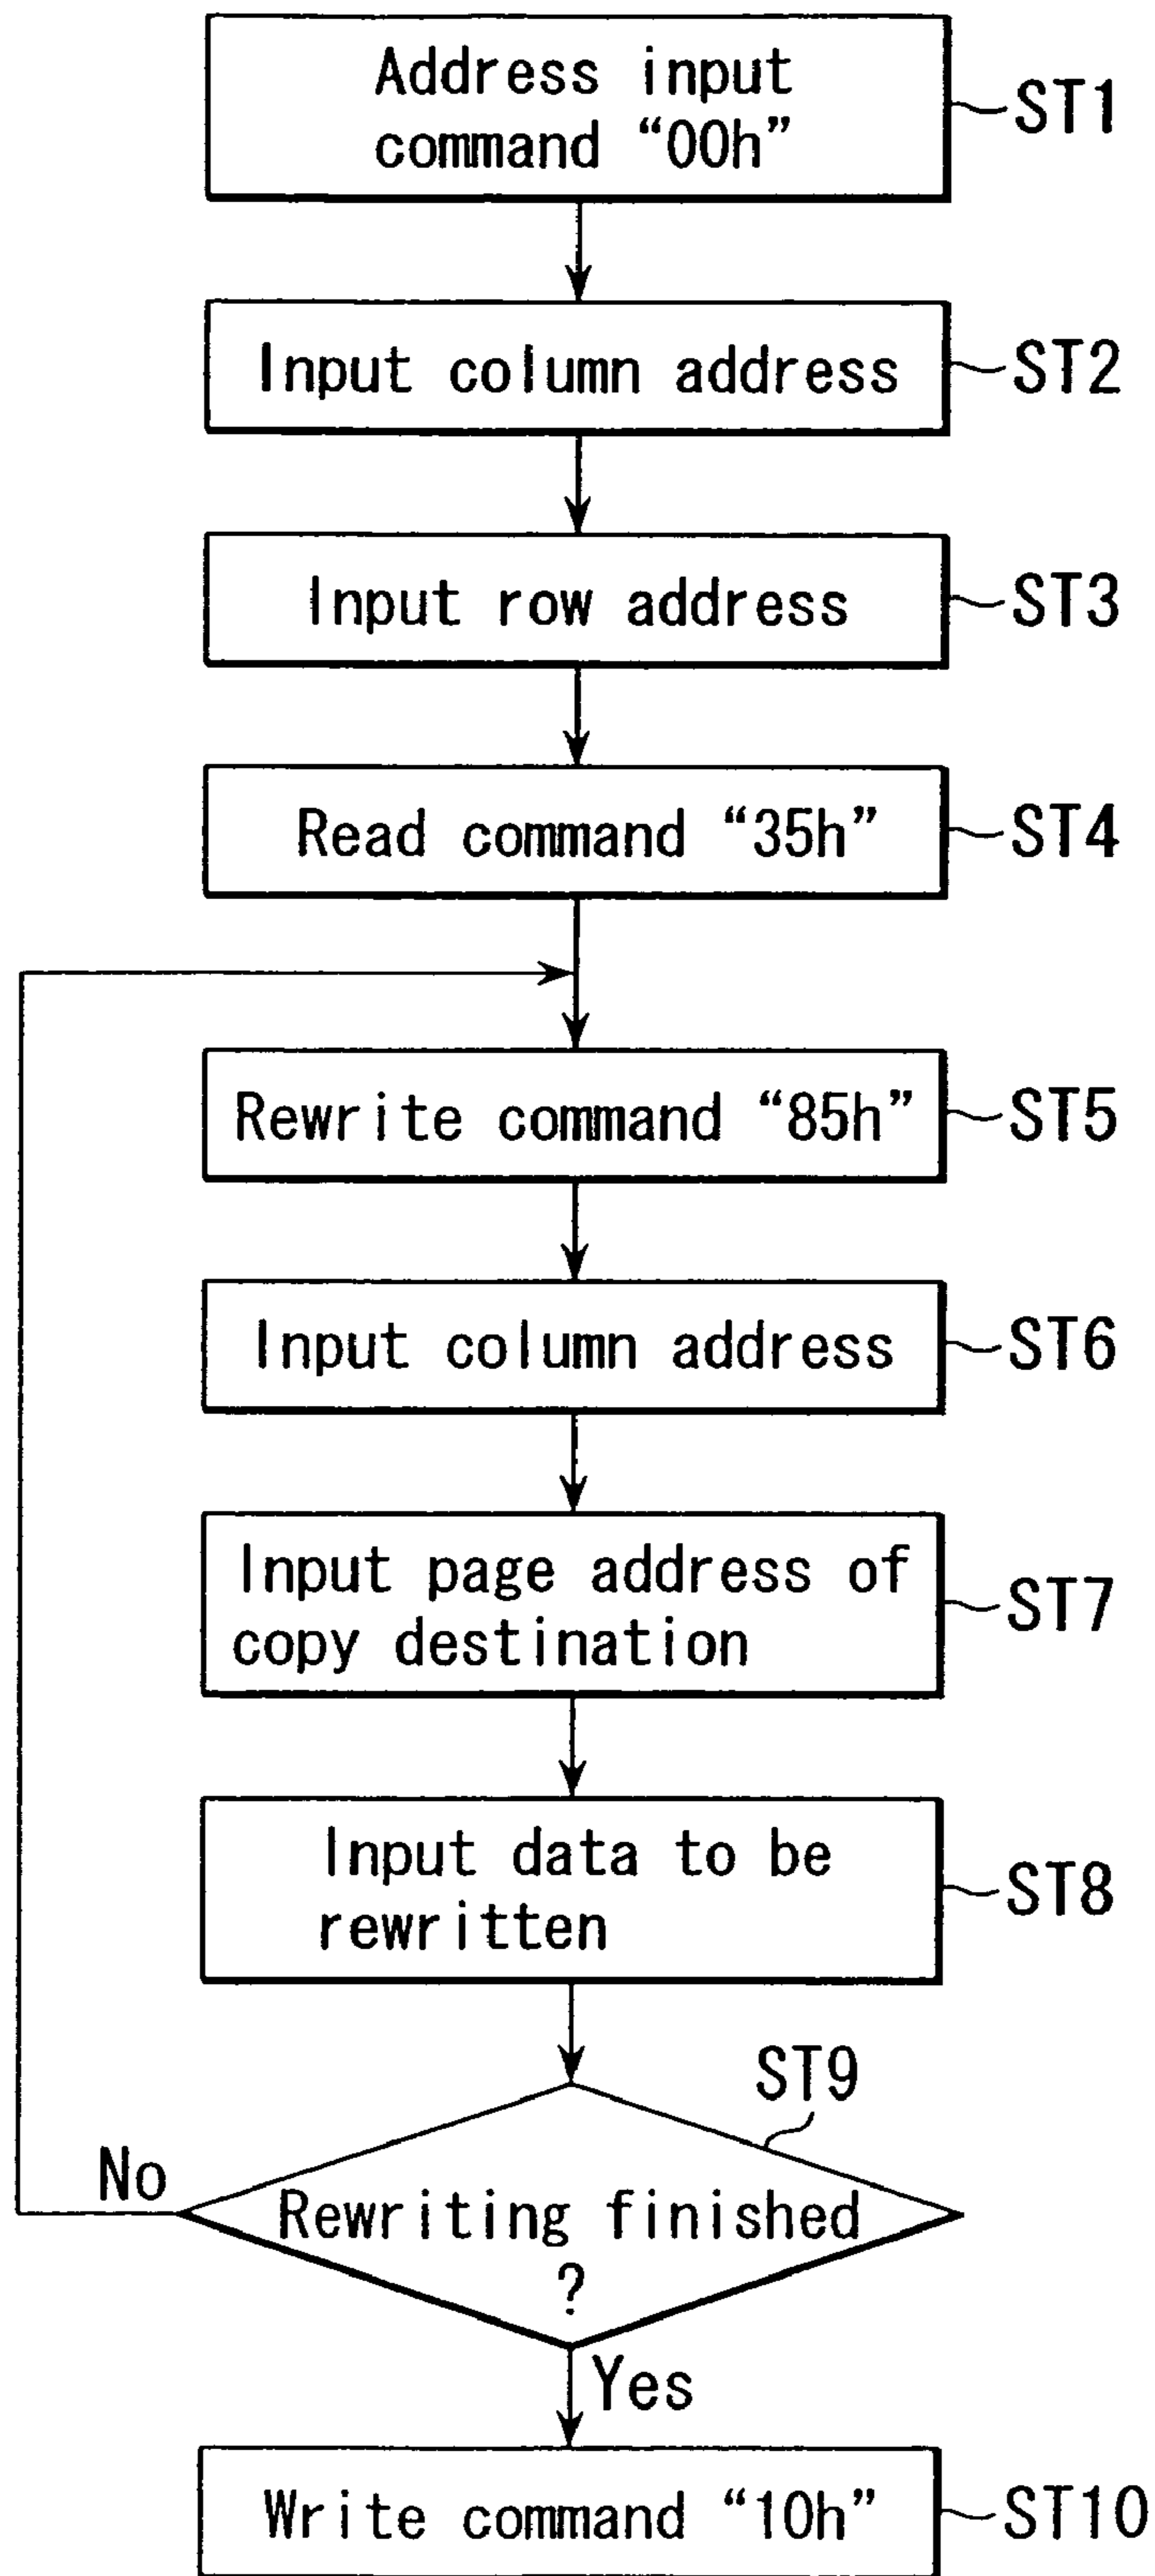 Address input
command “00h”
ST1
Input column address
ST2
Input row address
ST3
Read command “35h”
ST4
Rewrite command “85h”
ST5
Input column address
ST6
Input page address of
copy destination
ST7
Input data to be
rewritten
ST8
ST9
No
Rewriting finished
?
Yes
Write command “10h”
ST10